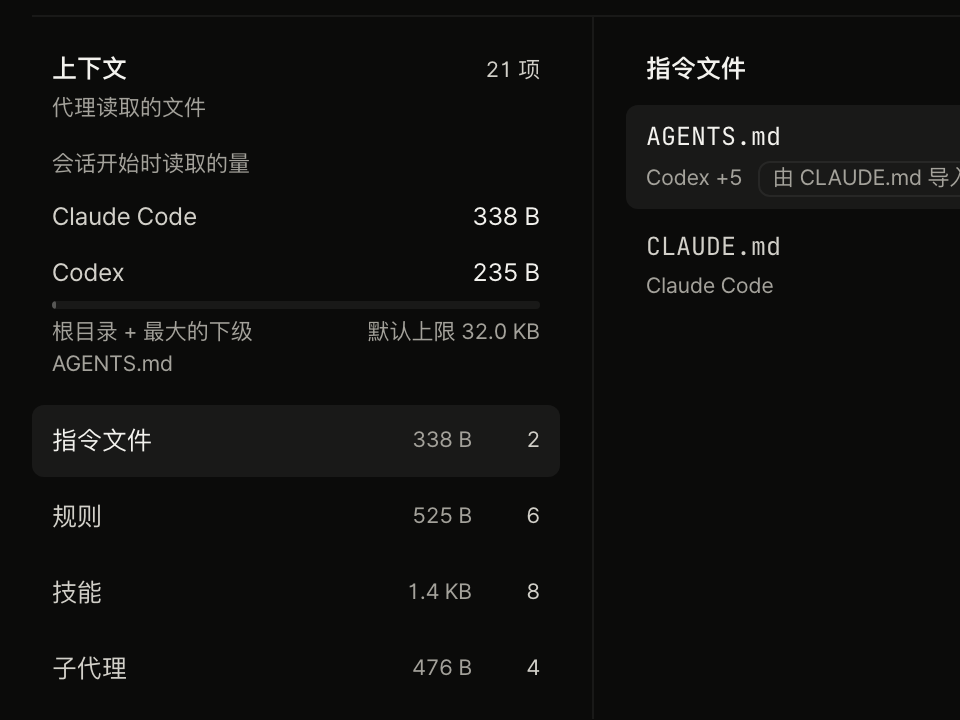 上下文
21 项
代理读取的文件
会话开始时读取的量
Claude Code
338 B
Codex
235 B
根目录 + 最大的下级
AGENTS.md
默认上限 32.0 KB
指令文件
338 B
2
规则
525 B
6
技能
1.4 KB
8
子代理
476 B
4
指令文件
AGENTS.md
Codex +5
由 CLAUDE.md 导入
CLAUDE.md
Claude Code